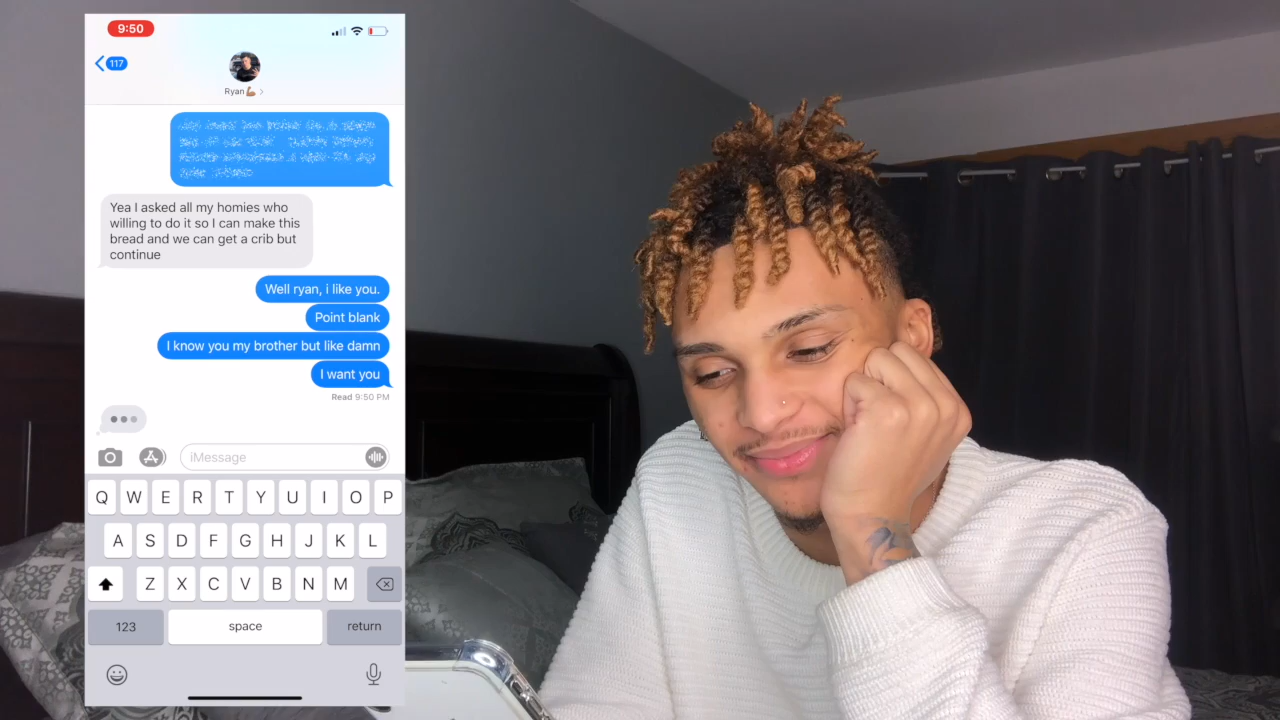 9:50
117
Ryan💪🏽
Yea I asked all my homies who
willing to do it so I can make this
bread and we can get a crib but
continue
Well ryan, i like you.
Point blank
I know you my brother but like damn
I want you
Read 9:50 PM
iMessage
Q W E R T Y U I O P
A S D F G H J K L
Z X C V B N M
123 space return